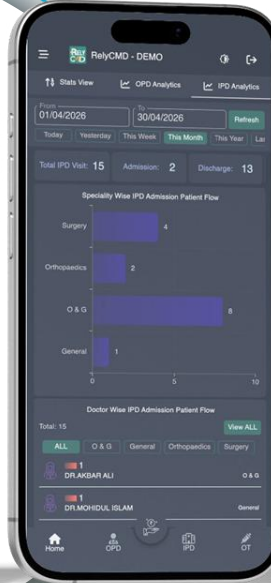 RELY
CMD
RelyCMD - DEMO
Stats View OPD Analytics IPD Analytics
From To
01/04/2026 30/04/2026 Refresh
Today Yesterday This Week This Month This Year
Total IPD Visit: 15 Admission: 2 Discharge: 13
Speciality Wise IPD Admission Patient Flow
Surgery 4
Orthopaedics 2
O & G 8
General 1
0 5 10
Doctor Wise IPD Admission Patient Flow
Total: 15 View ALL
ALL O & G General Orthopaedics Surgery
1
DR.AKBAR ALI O & G
1
DR.MOHIDUL ISLAM General
Home OPD IPD OT